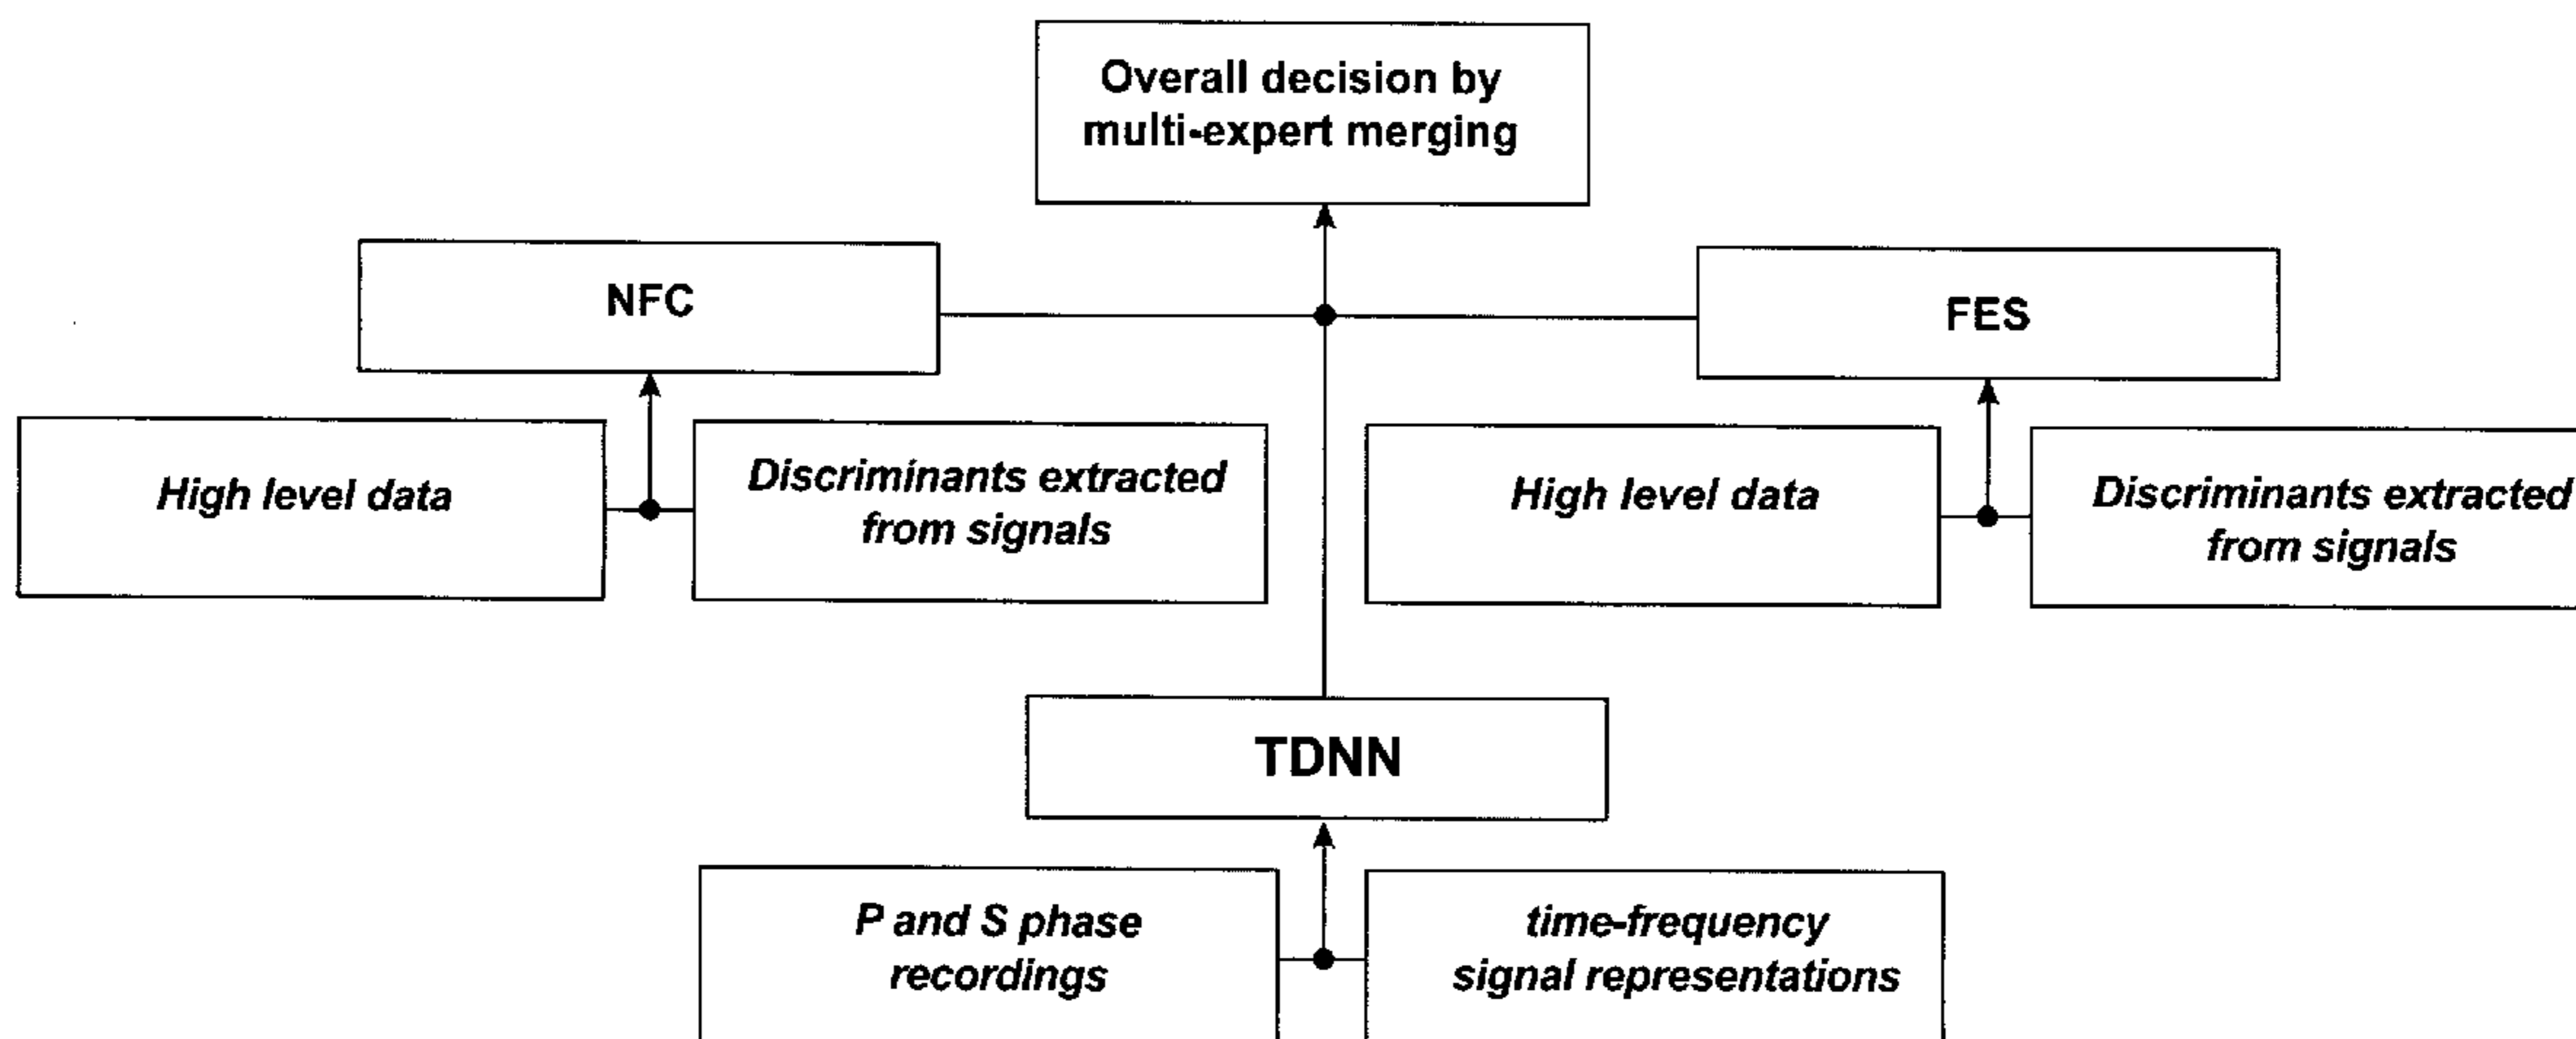 Overall decision by
multi-expert merging
NFC
FES
High level data
Discriminants extracted
from signals
High level data
Discriminants extracted
from signals
TDNN
P and S phase
recordings
time-frequency
signal representations